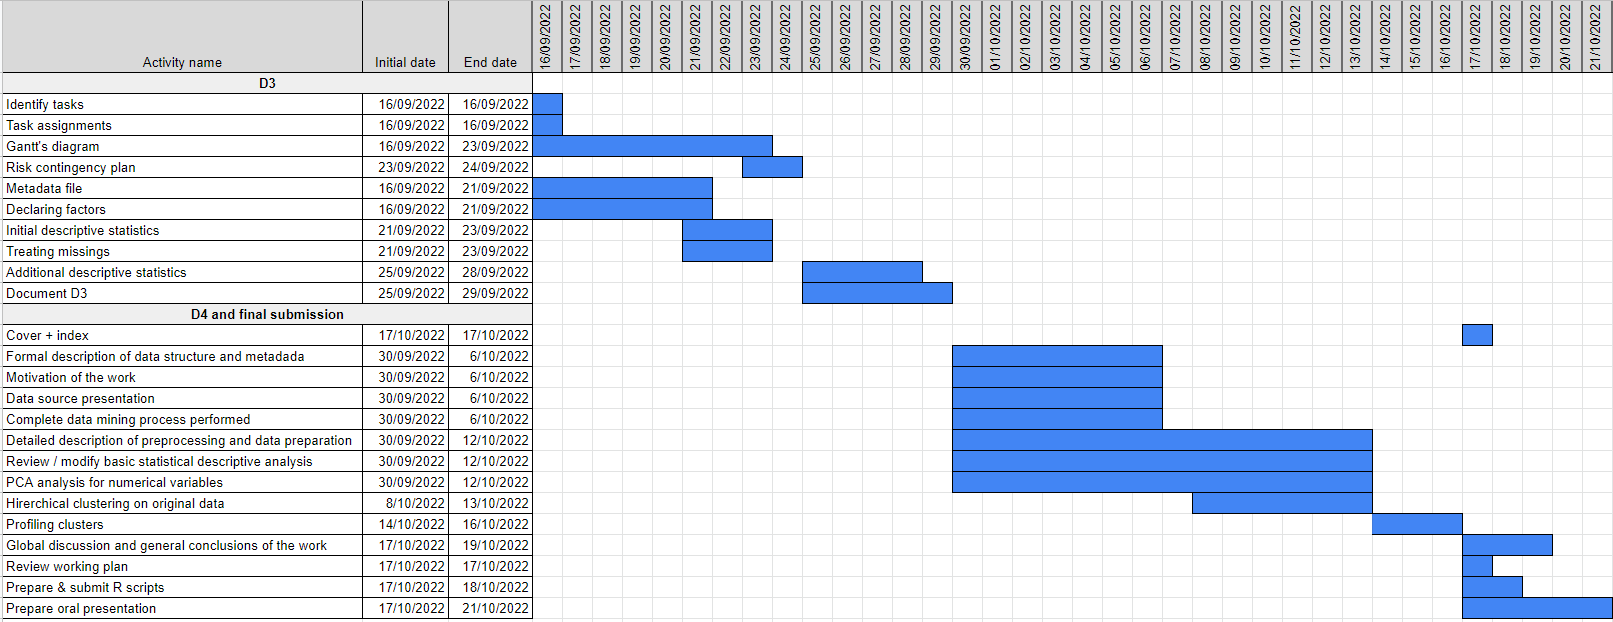 Activity name Initial date End date 16/09/2022 17/09/2022 18/09/2022 19/09/2022 20/09/2022 21/09/2022 22/09/2022 23/09/2022 24/09/2022 25/09/2022 26/09/2022 27/09/2022 28/09/2022 29/09/2022 30/09/2022 01/10/2022 02/10/2022 03/10/2022 04/10/2022 05/10/2022 06/10/2022 07/10/2022 08/10/2022 09/10/2022 10/10/2022 11/10/2022 12/10/2022 13/10/2022 14/10/2022 15/10/2022 16/10/2022 17/10/2022 18/10/2022 19/10/2022 20/10/2022 21/10/2022
D3
Identify tasks 16/09/2022 16/09/2022
Task assignments 16/09/2022 16/09/2022
Gantt's diagram 16/09/2022 23/09/2022
Risk contingency plan 23/09/2022 24/09/2022
Metadata file 16/09/2022 21/09/2022
Declaring factors 16/09/2022 21/09/2022
Initial descriptive statistics 21/09/2022 23/09/2022
Treating missings 21/09/2022 23/09/2022
Additional descriptive statistics 25/09/2022 28/09/2022
Document D3 25/09/2022 29/09/2022
D4 and final submission
Cover + index 17/10/2022 17/10/2022
Formal description of data structure and metadada 30/09/2022 6/10/2022
Motivation of the work 30/09/2022 6/10/2022
Data source presentation 30/09/2022 6/10/2022
Complete data mining process performed 30/09/2022 6/10/2022
Detailed description of preprocessing and data preparation 30/09/2022 12/10/2022
Review / modify basic statistical descriptive analysis 30/09/2022 12/10/2022
PCA analysis for numerical variables 30/09/2022 12/10/2022
Hirerchical clustering on original data 8/10/2022 13/10/2022
Profiling clusters 14/10/2022 16/10/2022
Global discussion and general conclusions of the work 17/10/2022 19/10/2022
Review working plan 17/10/2022 17/10/2022
Prepare & submit R scripts 17/10/2022 18/10/2022
Prepare oral presentation 17/10/2022 21/10/2022